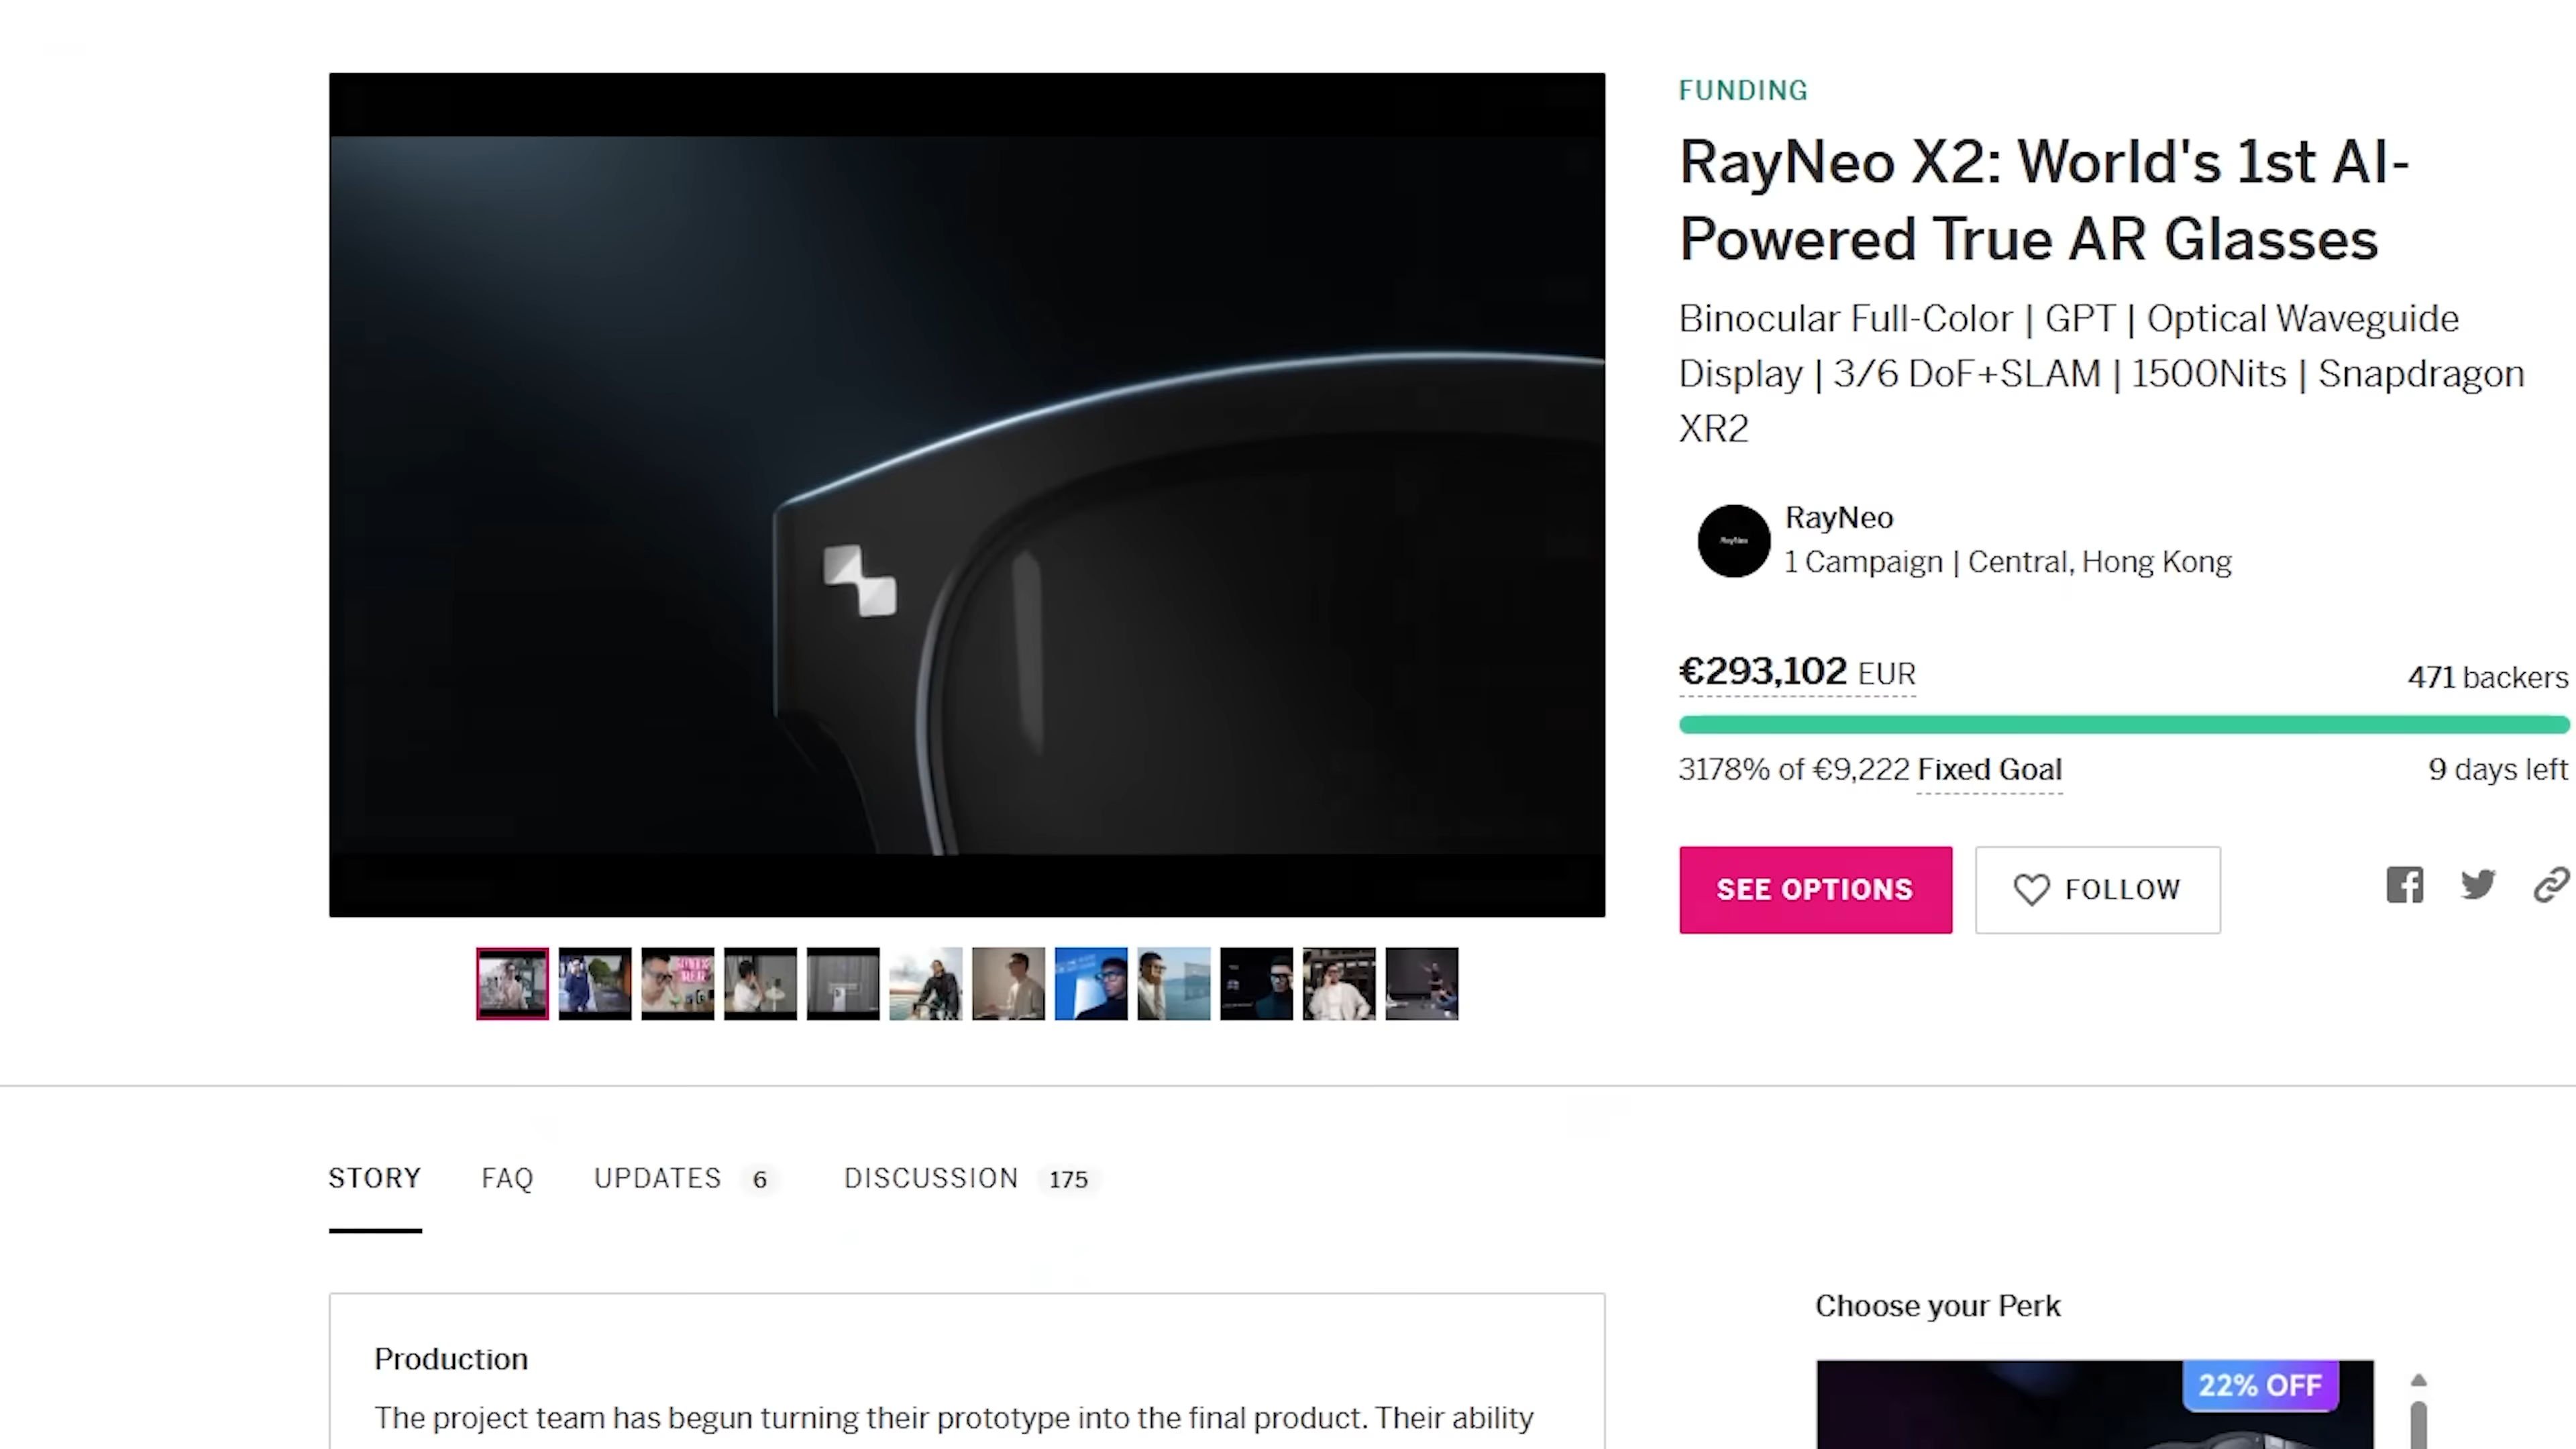 FUNDING
RayNeo X2: World's 1st AI-
Powered True AR Glasses
Binocular Full-Color | GPT | Optical Waveguide
Display | 3/6 DoF+SLAM | 1500Nits | Snapdragon
XR2
RayNeo
RayNeo
1 Campaign | Central, Hong Kong
€293,102 EUR
471 backers
3178% of €9,222 Fixed Goal
9 days left
SEE OPTIONS
FOLLOW
STORY
FAQ
UPDATES 6
DISCUSSION 175
Production
The project team has begun turning their prototype into the final product. Their ability
Choose your Perk
22% OFF